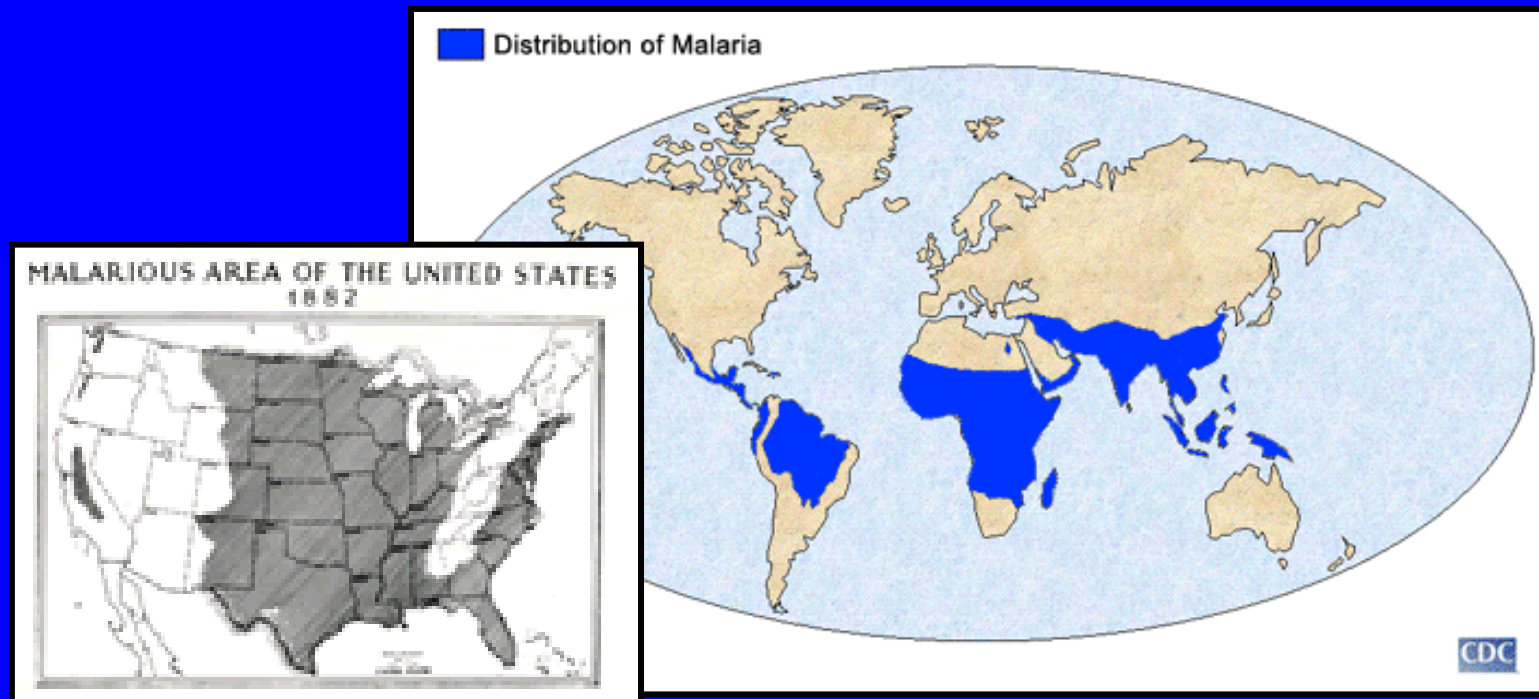 Distribution of Malaria
MALARIOUS AREA OF THE UNITED STATES
1882
CDC